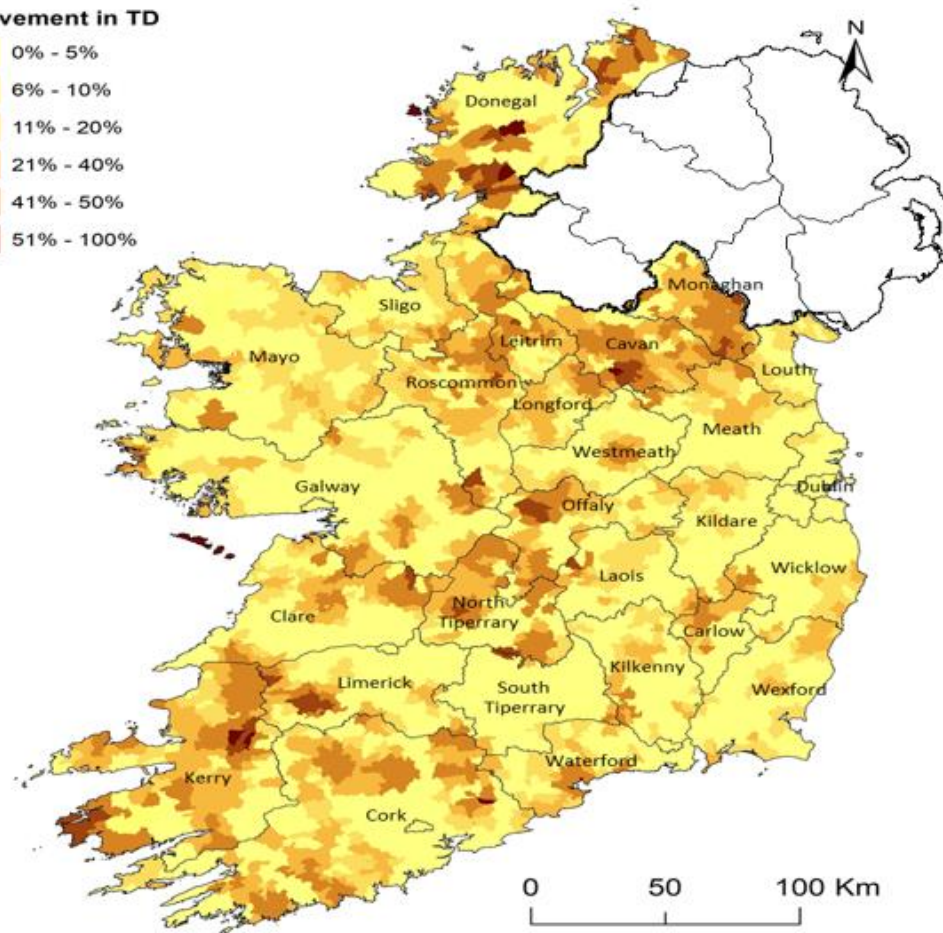 vement in TD
0% - 5%
6% - 10%
11% - 20%
21% - 40%
41% - 50%
51% - 100%
N
Donegal
Monaghan
Sligo
Leitrim
Cavan
Mayo
Louth
Roscommon
Longford
Meath
Westmeath
Galway
Dublin
Offaly
Kildare
Wicklow
Laois
North
Tiperrary
Clare
Carlow
Kilkenny
Limerick
South
Tiperrary
Wexford
Waterford
Kerry
Cork
0 50 100 Km